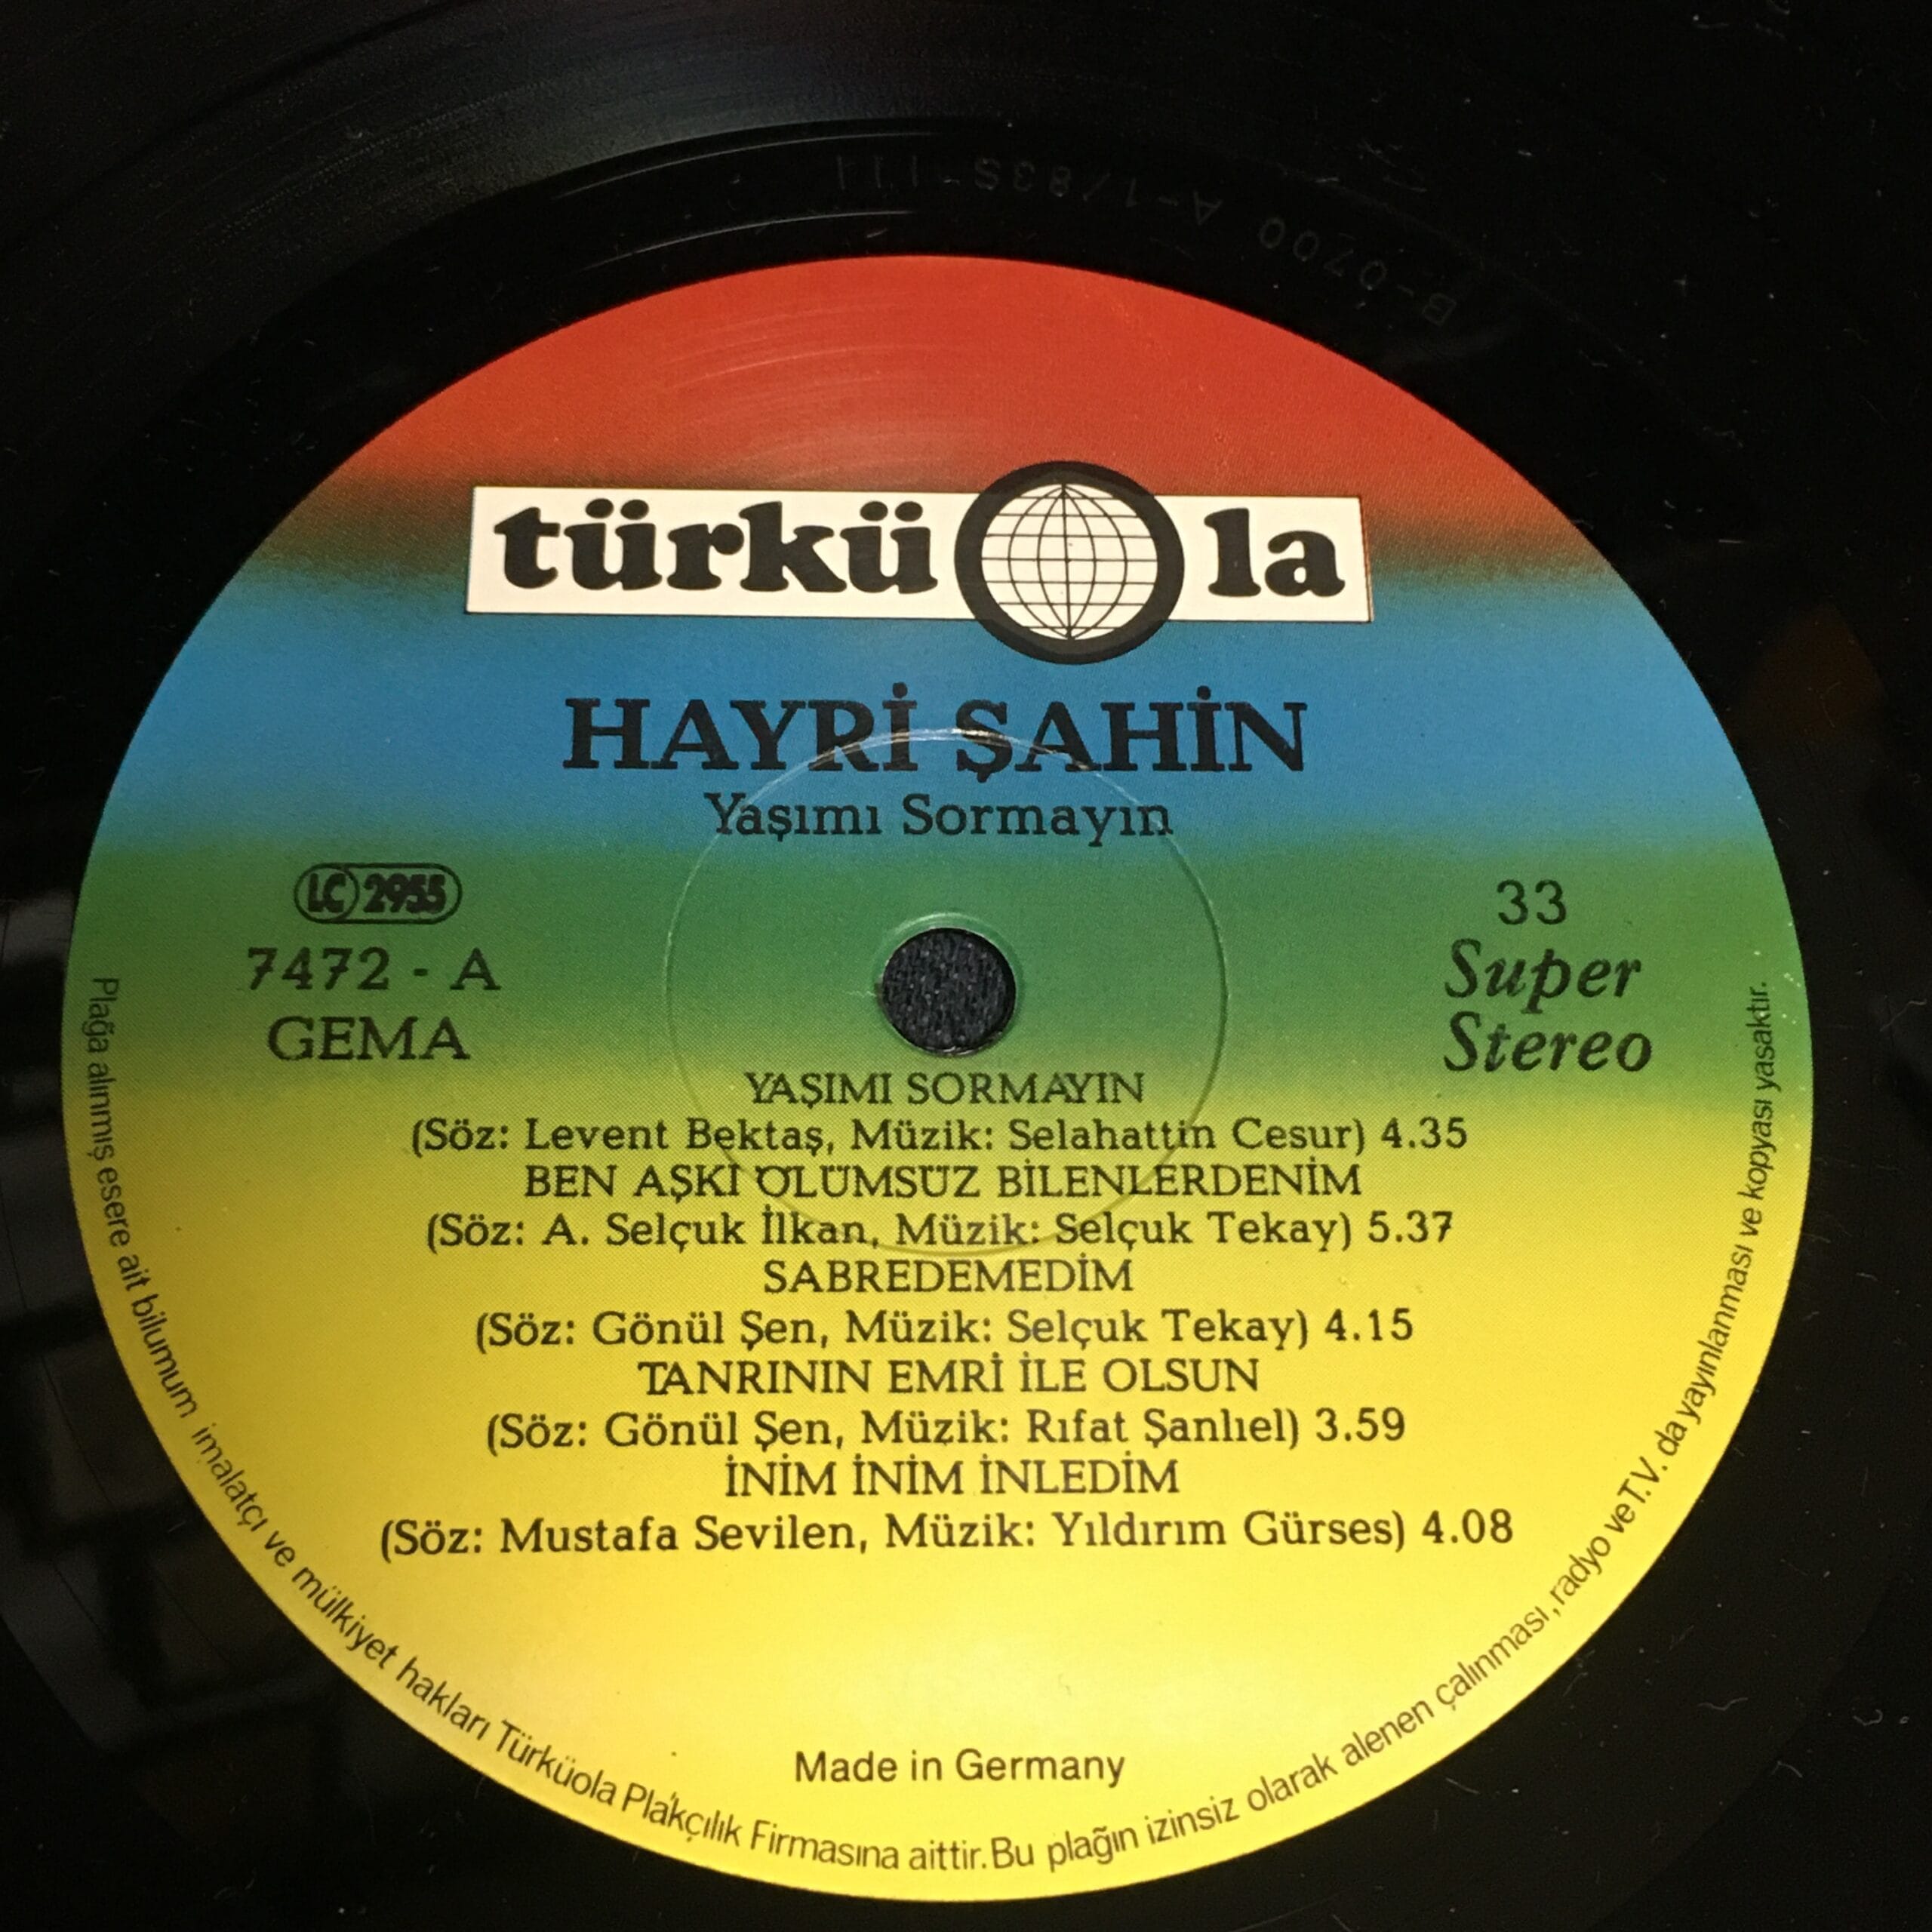 B-0700 A-1/83S-111
türküola
HAYRİ ŞAHİN
Yaşımı Sormayın
LC 2955
7472 - A
GEMA
33
Super
Stereo
YAŞIMI SORMAYIN
(Söz: Levent Bektaş, Müzik: Selahattin Cesur) 4.35
BEN AŞKI ÖLÜMSÜZ BİLENLERDENİM
(Söz: A. Selçuk İlkan, Müzik: Selçuk Tekay) 5.37
SABREDEMEDİM
(Söz: Gönül Şen, Müzik: Selçuk Tekay) 4.15
TANRININ EMRİ İLE OLSUN
(Söz: Gönül Şen, Müzik: Rıfat Şanlıel) 3.59
İNİM İNİM İNLEDİM
(Söz: Mustafa Sevilen, Müzik: Yıldırım Gürses) 4.08
Made in Germany
Plağa alınmış esere ait bilumum imalatçı ve mülkiyet hakları Türküola Plakçılık Firmasına aittir. Bu plağın izinsiz olarak alenen çalınması, radyo ve T.V. da yayınlanması ve kopyası yasaktır.